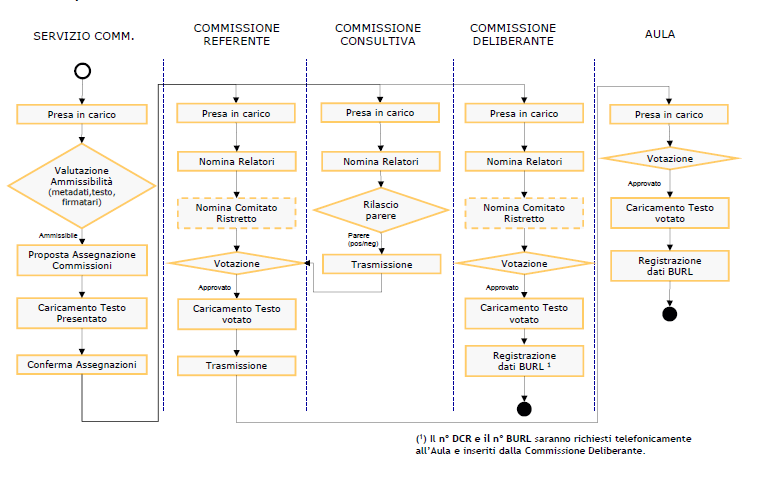 SERVIZIO COMM.
Presa in carico
Valutazione
Ammissibilità
(metadati,testo,
firmatari)
Ammissibile
Proposta Assegnazione
Commissioni
Caricamento Testo
Presentato
Conferma Assegnazioni
COMMISSIONE
REFERENTE
Presa in carico
Nomina Relatori
Nomina Comitato
Ristretto
Votazione
Approvato
Caricamento Testo
votato
Trasmissione
COMMISSIONE
CONSULTIVA
Presa in carico
Nomina Relatori
Rilascio
parere
Parere
(pos/neg)
Trasmissione
COMMISSIONE
DELIBERANTE
Presa in carico
Nomina Relatori
Nomina Comitato
Ristretto
Votazione
Approvato
Caricamento Testo
votato
Registrazione
dati BURL ¹
AULA
Presa in carico
Votazione
Approvato
Caricamento Testo
votato
Registrazione
dati BURL
(¹) Il n° DCR e il n° BURL saranno richiesti telefonicamente
all'Aula e inseriti dalla Commissione Deliberante.